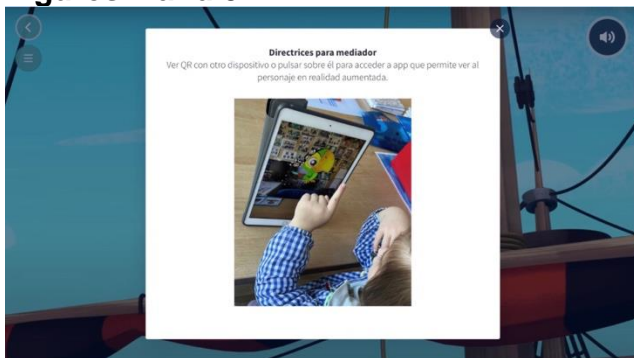 Directrices para mediador
Ver QR con otro dispositivo o pulsar sobre él para acceder a app que permite ver al
personaje en realidad aumentada.